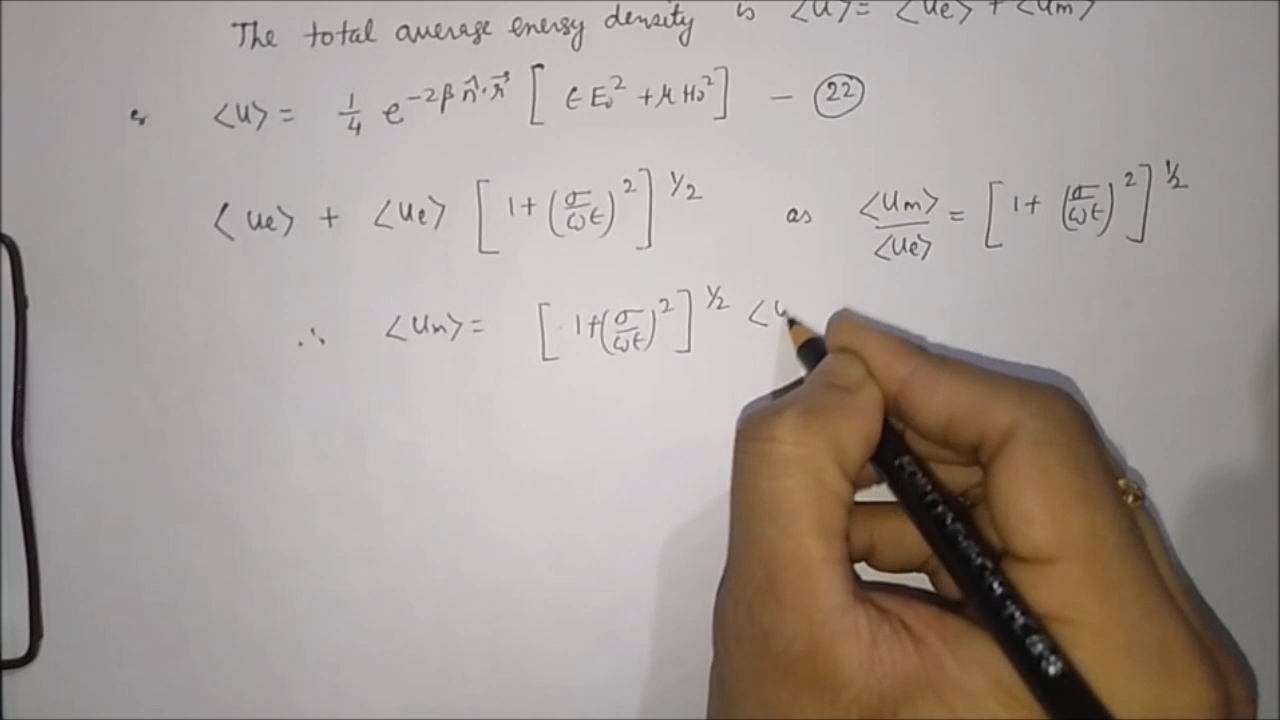 The total average energy density is <u> = <ue> + <um>
or <u> = 1/4 e^{-2β n̂·r⃗} [ ϵE₀² + μH₀² ] – (22)
<ue> + <ue> [ 1 + (σ/ωϵ)² ]^{1/2} as <um>/<ue> = [ 1 + (σ/ωϵ)² ]^{1/2}
∴ <um> = [ 1 + (σ/ωϵ)² ]^{1/2} <u